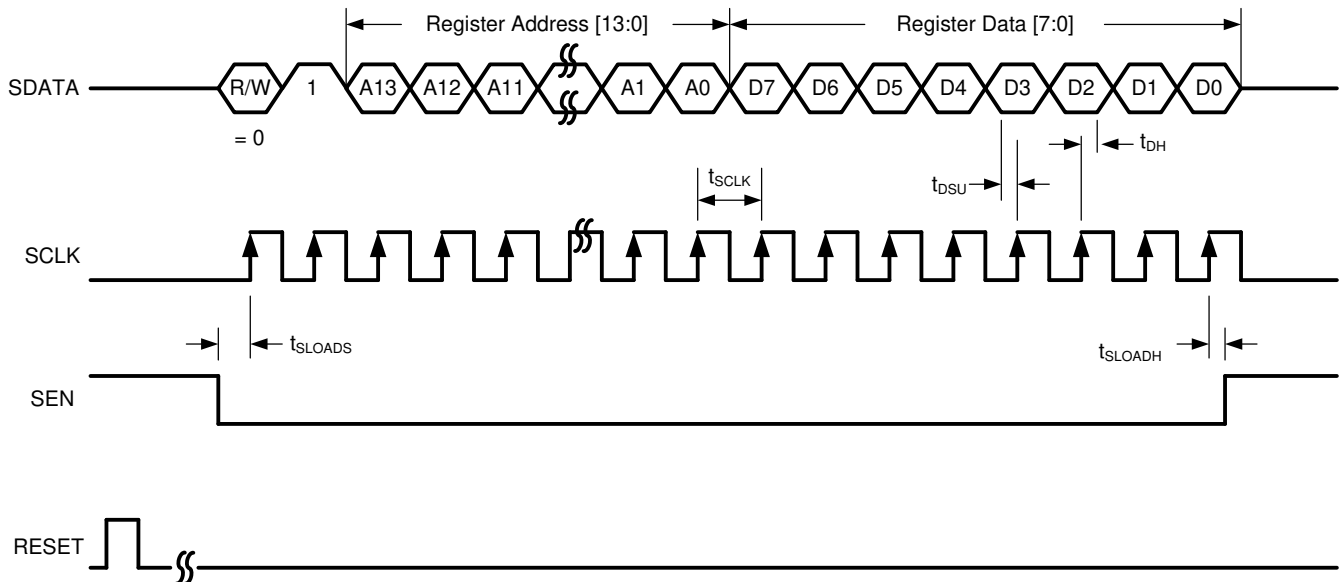 Register Address [13:0] Register Data [7:0]
SDATA R/W 1 A13 A12 A11 A1 A0 D7 D6 D5 D4 D3 D2 D1 D0
= 0
tDH
tSCLK
tDSU
SCLK
tSLOADS
tSLOADH
SEN
RESET